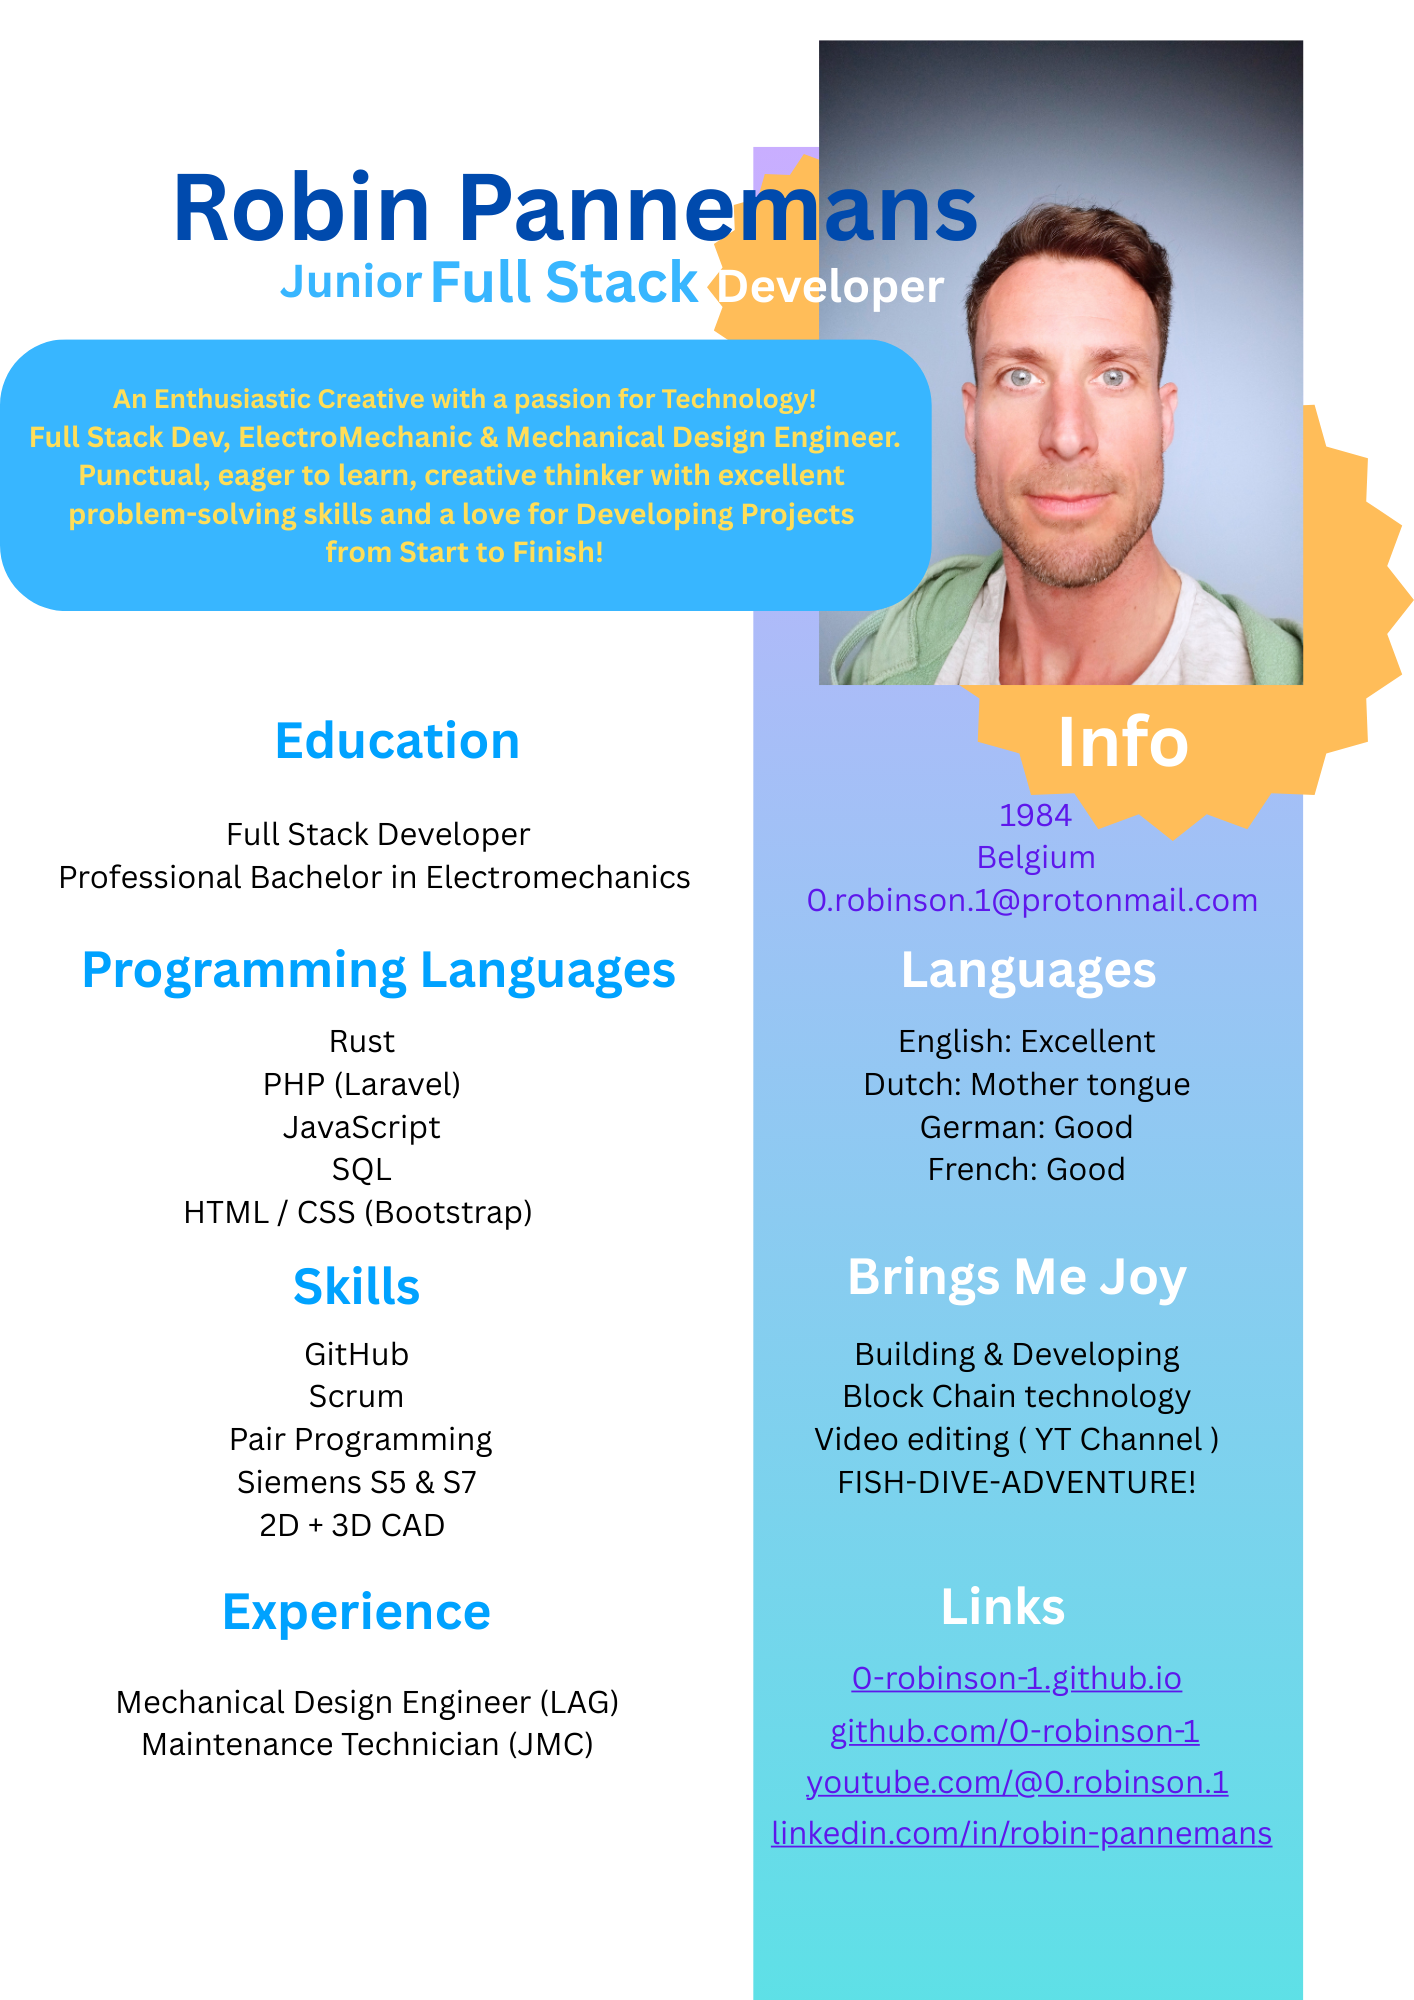 Robin Pannemans
Junior Full Stack Developer
An Enthusiastic Creative with a passion for Technology!
Full Stack Dev, ElectroMechanic & Mechanical Design Engineer.
Punctual, eager to learn, creative thinker with excellent
problem-solving skills and a love for Developing Projects
from Start to Finish!
Education
Full Stack Developer
Professional Bachelor in Electromechanics
Programming Languages
Rust
PHP (Laravel)
JavaScript
SQL
HTML / CSS (Bootstrap)
Skills
GitHub
Scrum
Pair Programming
Siemens S5 & S7
2D + 3D CAD
Experience
Mechanical Design Engineer (LAG)
Maintenance Technician (JMC)
Info
1984
Belgium
0.robinson.1@protonmail.com
Languages
English: Excellent
Dutch: Mother tongue
German: Good
French: Good
Brings Me Joy
Building & Developing
Block Chain technology
Video editing ( YT Channel )
FISH-DIVE-ADVENTURE!
Links
0-robinson-1.github.io
github.com/0-robinson-1
youtube.com/@0.robinson.1
linkedin.com/in/robin-pannemans